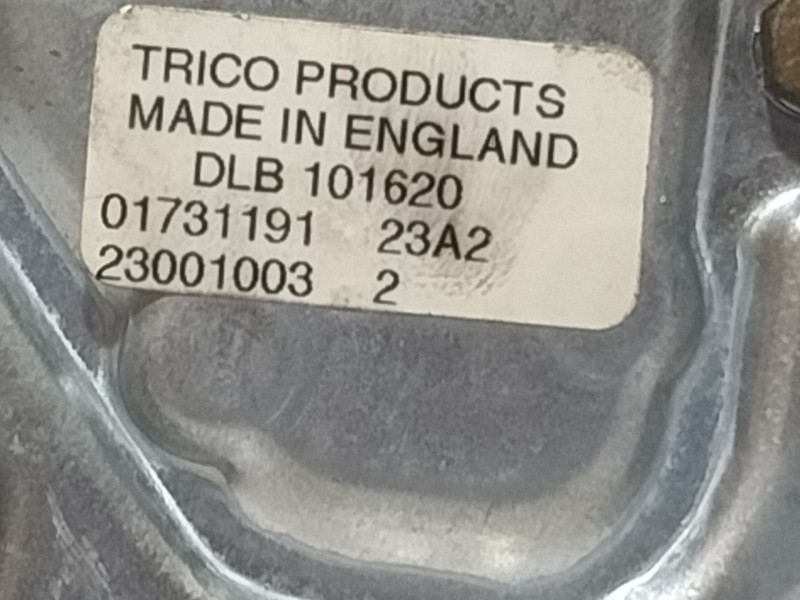 TRICO PRODUCTS
MADE IN ENGLAND
DLB 101620
01731191 23A2
23001003 2